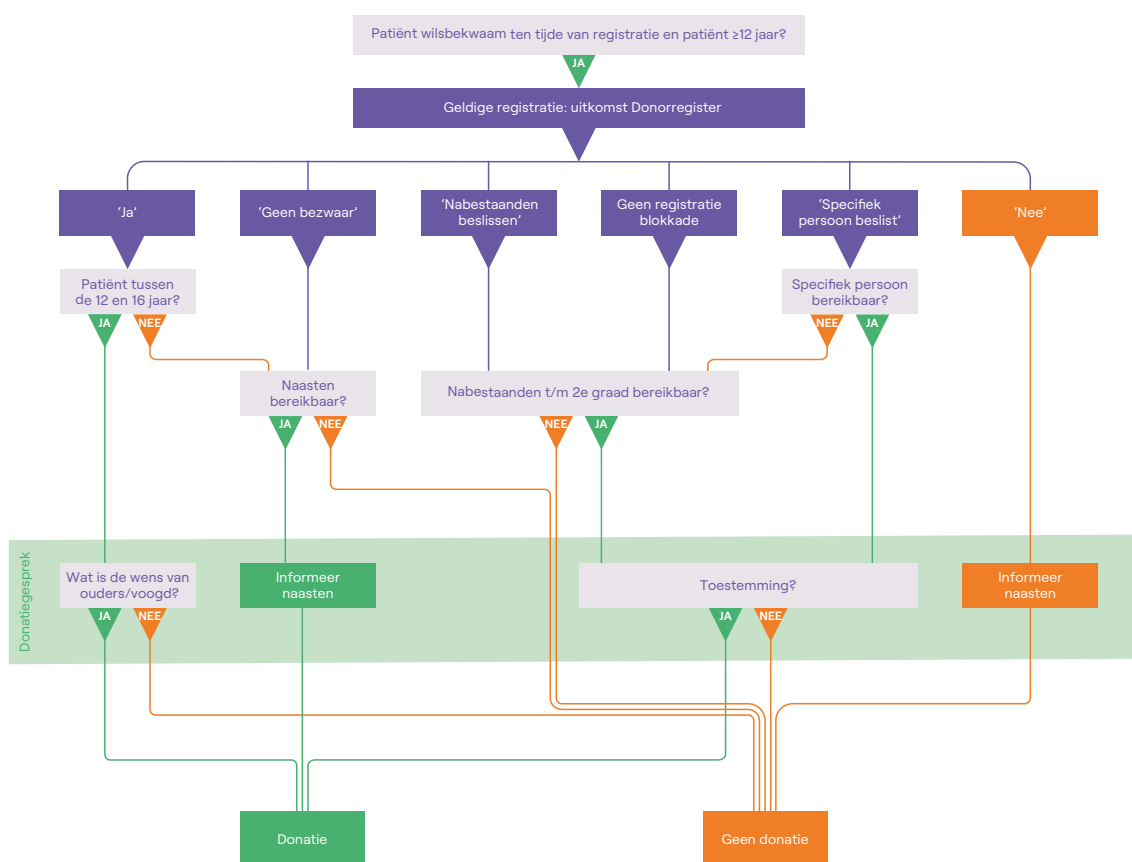 Patiënt wilsbekwaam ten tijde van registratie en patiënt ≥12 jaar?
JA
Geldige registratie: uitkomst Donorregister
'Ja'
'Geen bezwaar'
'Nabestaanden
beslissen'
Geen registratie
blokkade
'Specifiek
persoon beslist'
'Nee'
Patiënt tussen
de 12 en 16 jaar?
JA
NEE
Specifiek persoon
bereikbaar?
NEE
JA
Naasten
bereikbaar?
JA
NEE
Nabestaanden t/m 2e graad bereikbaar?
NEE
JA
Donatiegesprek
Wat is de wens van
ouders/voogd?
JA
NEE
Informeer
naasten
Toestemming?
JA
NEE
Informeer
naasten
Donatie
Geen donatie